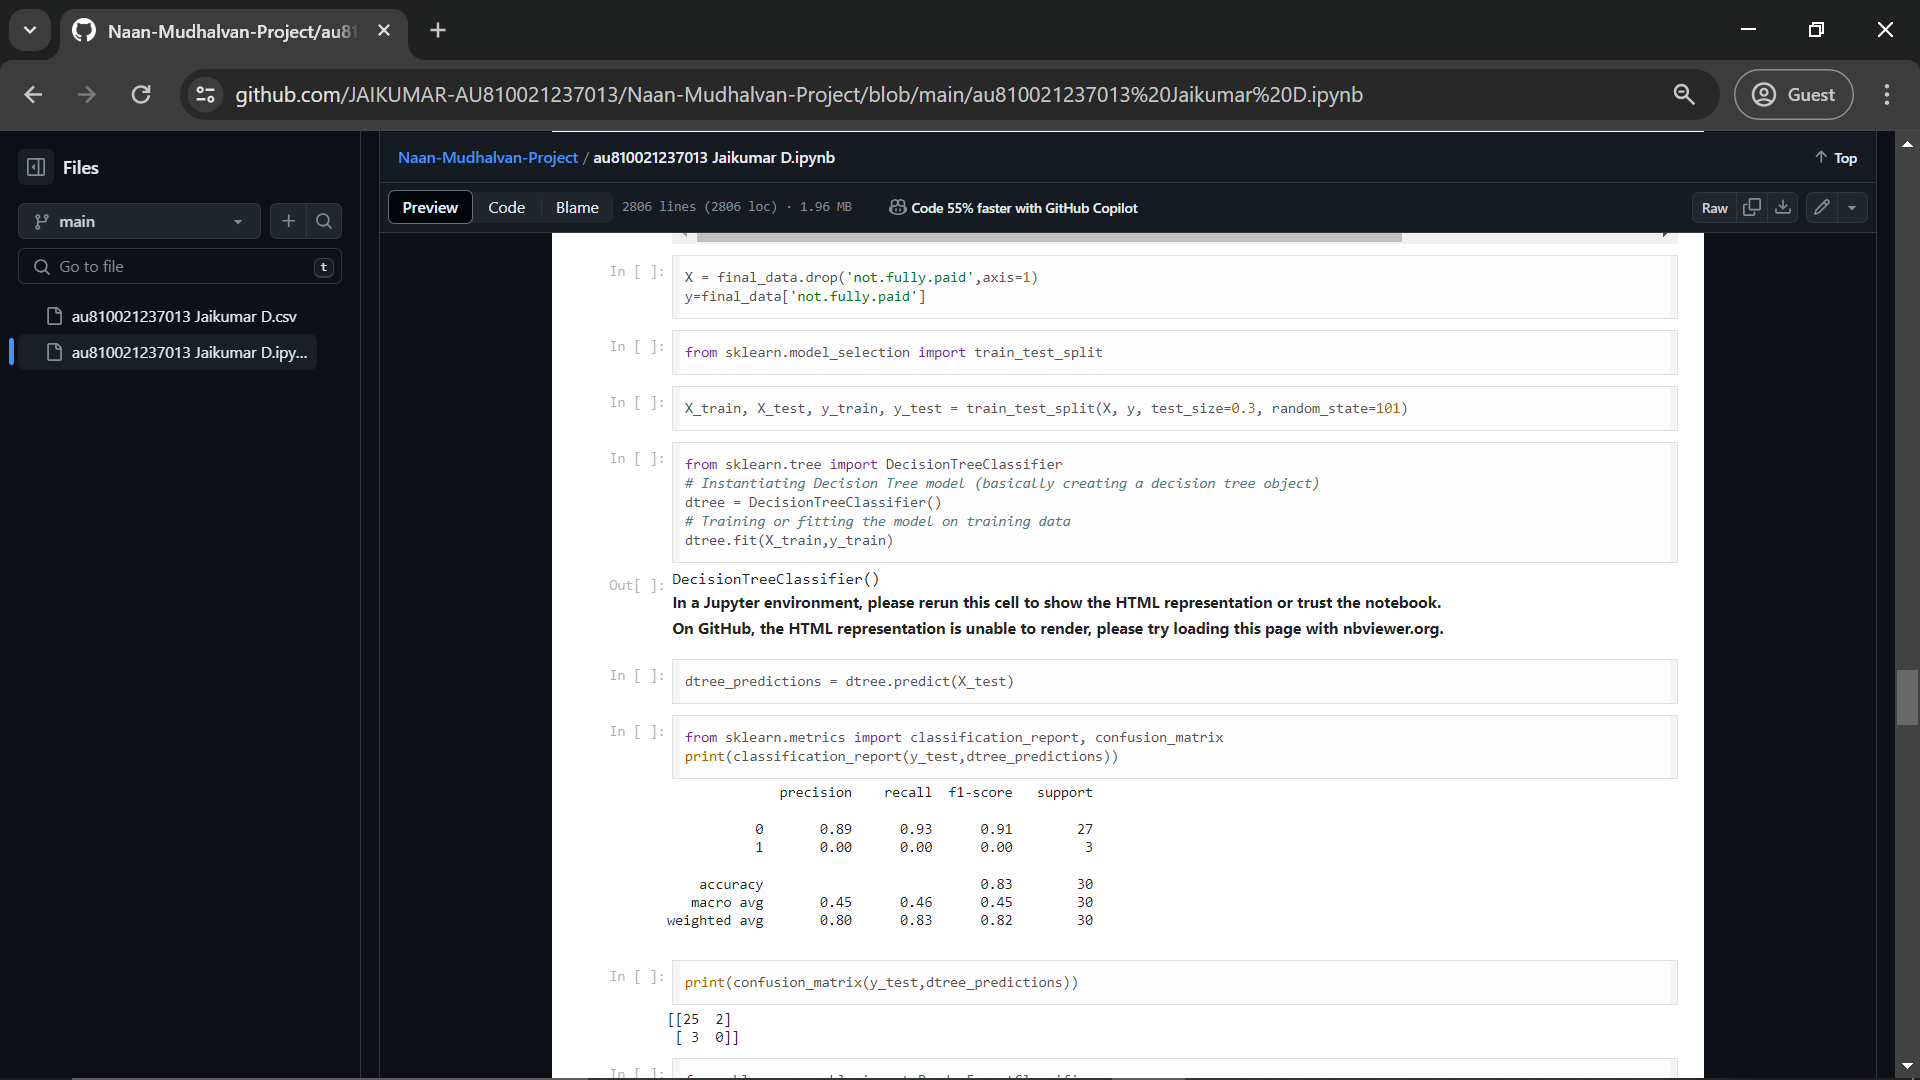 Naan-Mudhalvan-Project/au81
github.com/JAIKUMAR-AU810021237013/Naan-Mudhalvan-Project/blob/main/au810021237013%20Jaikumar%20D.ipynb
Guest
Files
main
Go to file
t
au810021237013 Jaikumar D.csv
au810021237013 Jaikumar D.ipy...
Naan-Mudhalvan-Project / au810021237013 Jaikumar D.ipynb
Top
Preview Code Blame 2806 lines (2806 loc) · 1.96 MB Code 55% faster with GitHub Copilot
Raw
In [ ]: X = final_data.drop('not.fully.paid',axis=1)
y=final_data['not.fully.paid']
In [ ]: from sklearn.model_selection import train_test_split
In [ ]: X_train, X_test, y_train, y_test = train_test_split(X, y, test_size=0.3, random_state=101)
In [ ]: from sklearn.tree import DecisionTreeClassifier
# Instantiating Decision Tree model (basically creating a decision tree object)
dtree = DecisionTreeClassifier()
# Training or fitting the model on training data
dtree.fit(X_train,y_train)
Out[ ]: DecisionTreeClassifier()
In a Jupyter environment, please rerun this cell to show the HTML representation or trust the notebook.
On GitHub, the HTML representation is unable to render, please try loading this page with nbviewer.org.
In [ ]: dtree_predictions = dtree.predict(X_test)
In [ ]: from sklearn.metrics import classification_report, confusion_matrix
print(classification_report(y_test,dtree_predictions))
precision recall f1-score support
0 0.89 0.93 0.91 27
1 0.00 0.00 0.00 3
accuracy 0.83 30
macro avg 0.45 0.46 0.45 30
weighted avg 0.80 0.83 0.82 30
In [ ]: print(confusion_matrix(y_test,dtree_predictions))
[[25 2]
[ 3 0]]
In [ ]: